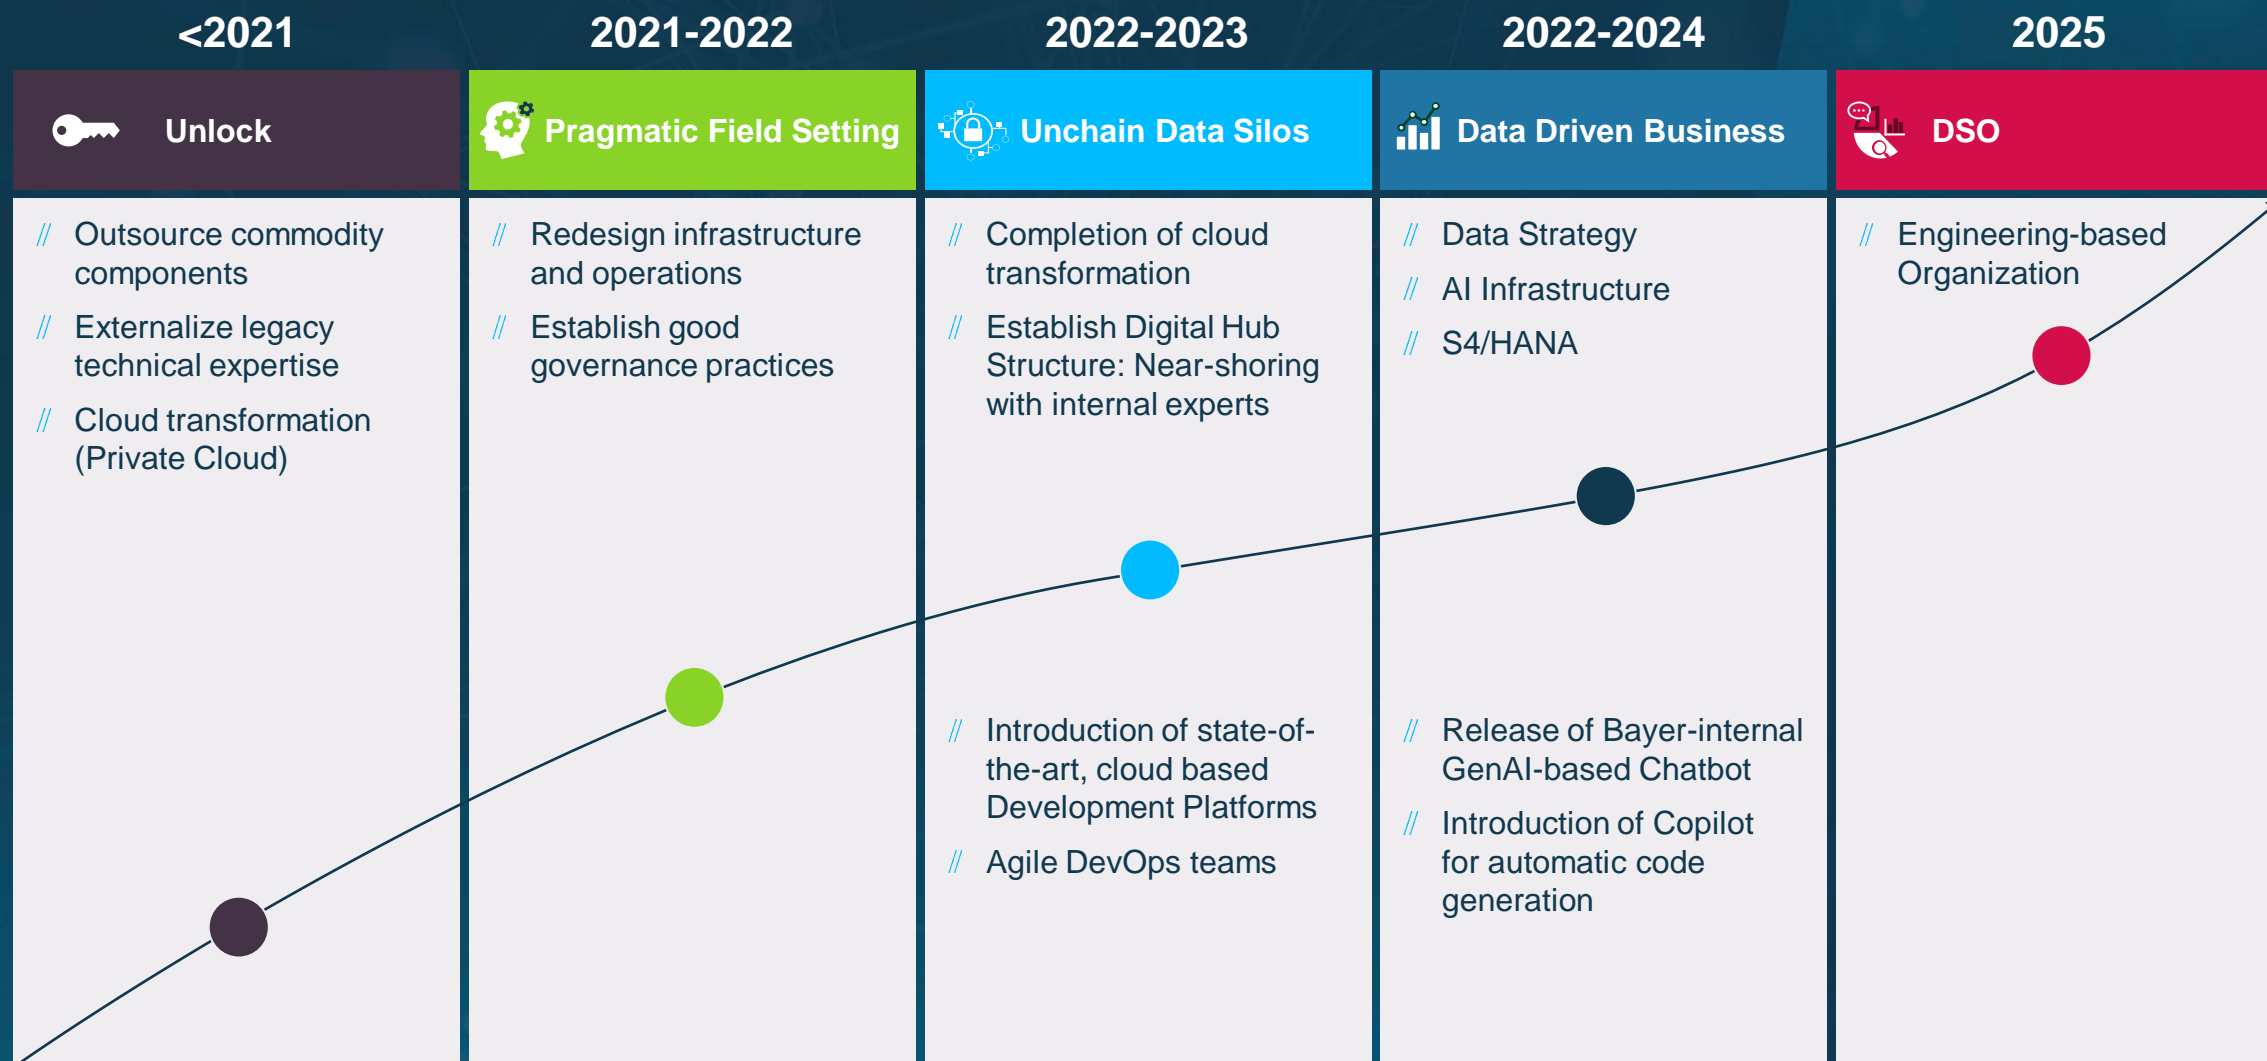 <2021
Unlock
// Outsource commodity
components
// Externalize legacy
technical expertise
// Cloud transformation
(Private Cloud)
2021-2022
Pragmatic Field Setting
// Redesign infrastructure
and operations
// Establish good
governance practices
2022-2023
Unchain Data Silos
// Completion of cloud
transformation
// Establish Digital Hub
Structure: Near-shoring
with internal experts
// Introduction of state-of-
the-art, cloud based
Development Platforms
// Agile DevOps teams
2022-2024
Data Driven Business
// Data Strategy
// AI Infrastructure
// S4/HANA
// Release of Bayer-internal
GenAI-based Chatbot
// Introduction of Copilot
for automatic code
generation
2025
DSO
// Engineering-based
Organization